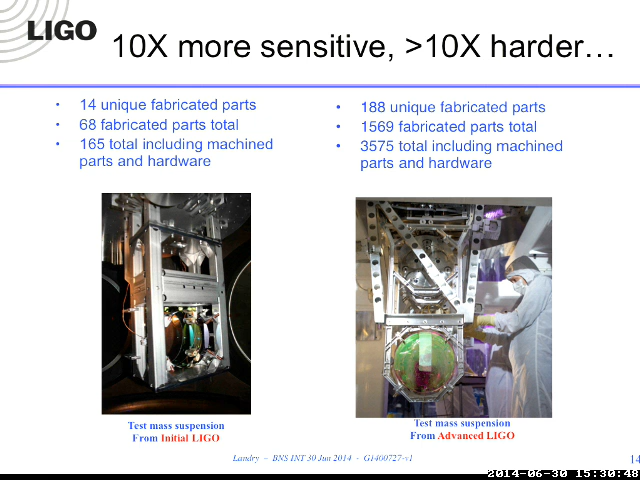 LIGO
10X more sensitive, >10X harder…
• 14 unique fabricated parts
• 68 fabricated parts total
• 165 total including machined
parts and hardware
• 188 unique fabricated parts
• 1569 fabricated parts total
• 3575 total including machined
parts and hardware
Test mass suspension
From Initial LIGO
Test mass suspension
From Advanced LIGO
Landry – BNS INT 30 Jun 2014 - G1400727-v1
14
2014-06-30 15:30:48